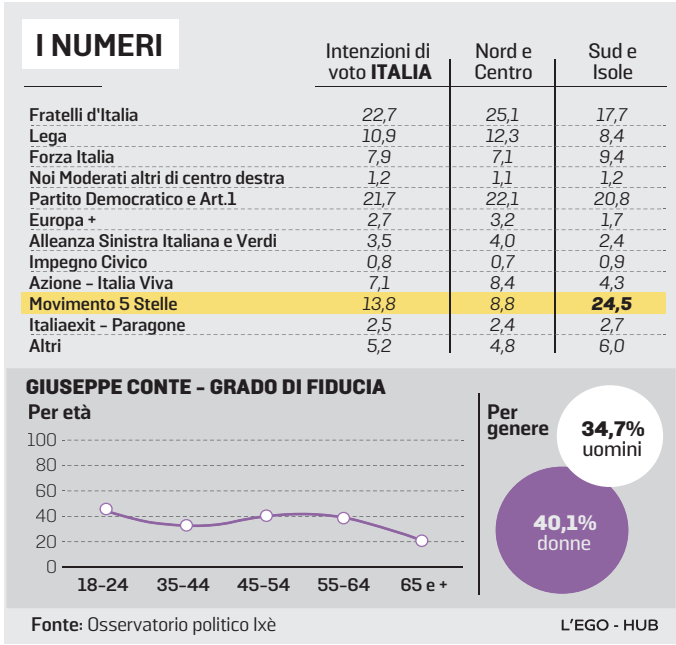 I NUMERI
Intenzioni di voto ITALIA
Nord e Centro
Sud e Isole
Fratelli d'Italia 22,7 25,1 17,7
Lega 10,9 12,3 8,4
Forza Italia 7,9 7,1 9,4
Noi Moderati altri di centro destra 1,2 1,1 1,2
Partito Democratico e Art.1 21,7 22,1 20,8
Europa + 2,7 3,2 1,7
Alleanza Sinistra Italiana e Verdi 3,5 4,0 2,4
Impegno Civico 0,8 0,7 0,9
Azione - Italia Viva 7,1 8,4 4,3
Movimento 5 Stelle 13,8 8,8 24,5
Italiaexit - Paragone 2,5 2,4 2,7
Altri 5,2 4,8 6,0
GIUSEPPE CONTE - GRADO DI FIDUCIA
Per età
100
80
60
40
20
0
18-24 35-44 45-54 55-64 65 e +
Per
genere
34,7%
uomini
40,1%
donne
Fonte: Osservatorio politico Ixè
L'EGO - HUB